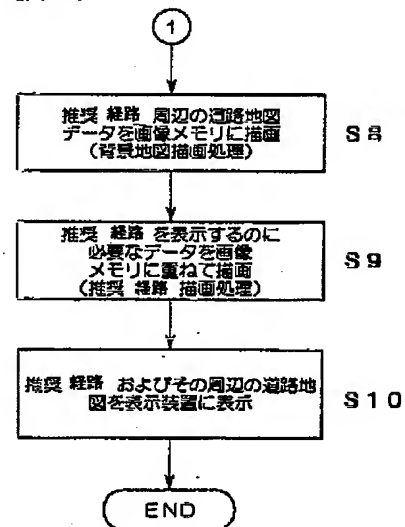 1
推奨 経路 周辺の道路地図
データを画像メモリに描画
(背景地図描画処理)
S8
推奨 経路 を表示するのに
必要なデータを画像
メモリに重ねて描画
(推奨 経路 描画処理)
S9
推奨 経路 およびその周辺の道路地
図を表示装置に表示
S10
END